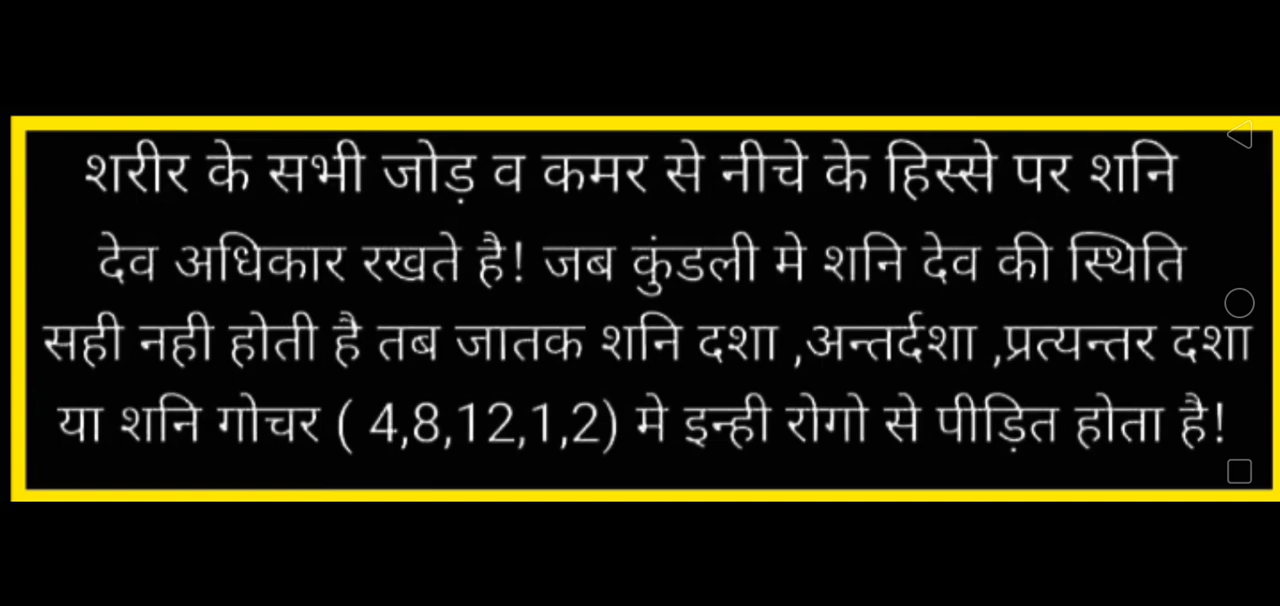 शरीर के सभी जोड़ व कमर से नीचे के हिस्से पर शनि
देव अधिकार रखते है! जब कुंडली मे शनि देव की स्थिति
सही नही होती है तब जातक शनि दशा ,अन्तर्दशा ,प्रत्यन्तर दशा
या शनि गोचर ( 4,8,12,1,2) मे इन्ही रोगो से पीड़ित होता है!